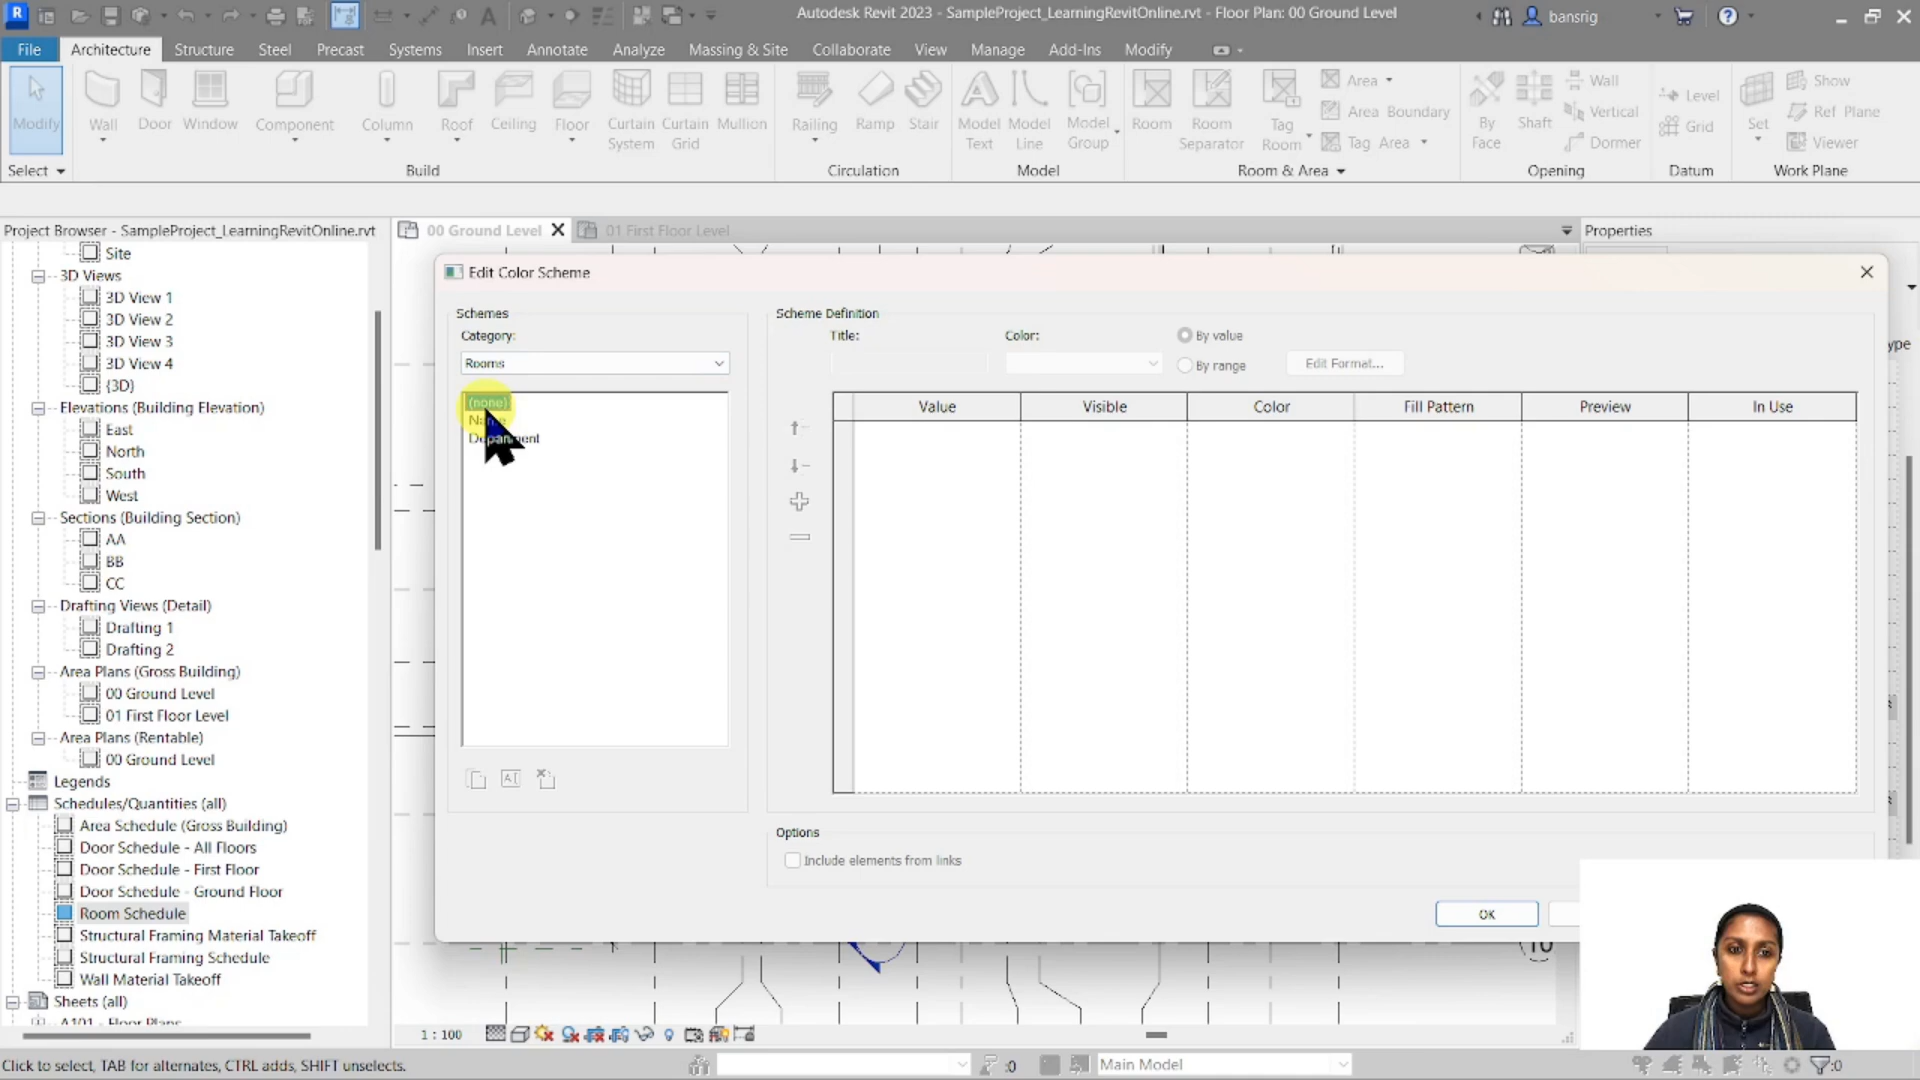 Autodesk Revit 2023 - SampleProject_LearningRevitOnline.rvt - Floor Plan: 00 Ground Level
bansrig
File Architecture Structure Steel Precast Systems Insert Annotate Analyze Massing & Site Collaborate View Manage Add-Ins Modify
Modify
Wall
Door
Window
Component
Column
Roof
Ceiling
Floor
Curtain System
Curtain Grid
Mullion
Railing
Ramp
Stair
Model Text
Model Line
Model Group
Room
Room Separator
Tag Room
Area
Area Boundary
Tag Area
By Face
Shaft
Wall
Vertical
Dormer
Level
Grid
Set
Show
Ref Plane
Viewer
Select
Build
Circulation
Model
Room & Area
Opening
Datum
Work Plane
Project Browser - SampleProject_LearningRevitOnline.rvt
00 Ground Level
01 First Floor Level
Properties
Site
3D Views
3D View 1
3D View 2
3D View 3
3D View 4
{3D}
Elevations (Building Elevation)
East
North
South
West
Sections (Building Section)
AA
BB
CC
Drafting Views (Detail)
Drafting 1
Drafting 2
Area Plans (Gross Building)
00 Ground Level
01 First Floor Level
Area Plans (Rentable)
00 Ground Level
Legends
Schedules/Quantities (all)
Area Schedule (Gross Building)
Door Schedule - All Floors
Door Schedule - First Floor
Door Schedule - Ground Floor
Room Schedule
Structural Framing Material Takeoff
Structural Framing Schedule
Wall Material Takeoff
Sheets (all)
A101 - Floor Plans
Edit Color Scheme
Schemes
Category:
Rooms
(none)
Name
Department
Scheme Definition
Title:
Color:
By value
By range
Edit Format...
Value Visible Color Fill Pattern Preview In Use
Options
Include elements from links
OK
10
1 : 100
Click to select, TAB for alternates, CTRL adds, SHIFT unselects.
:0
Main Model
:0